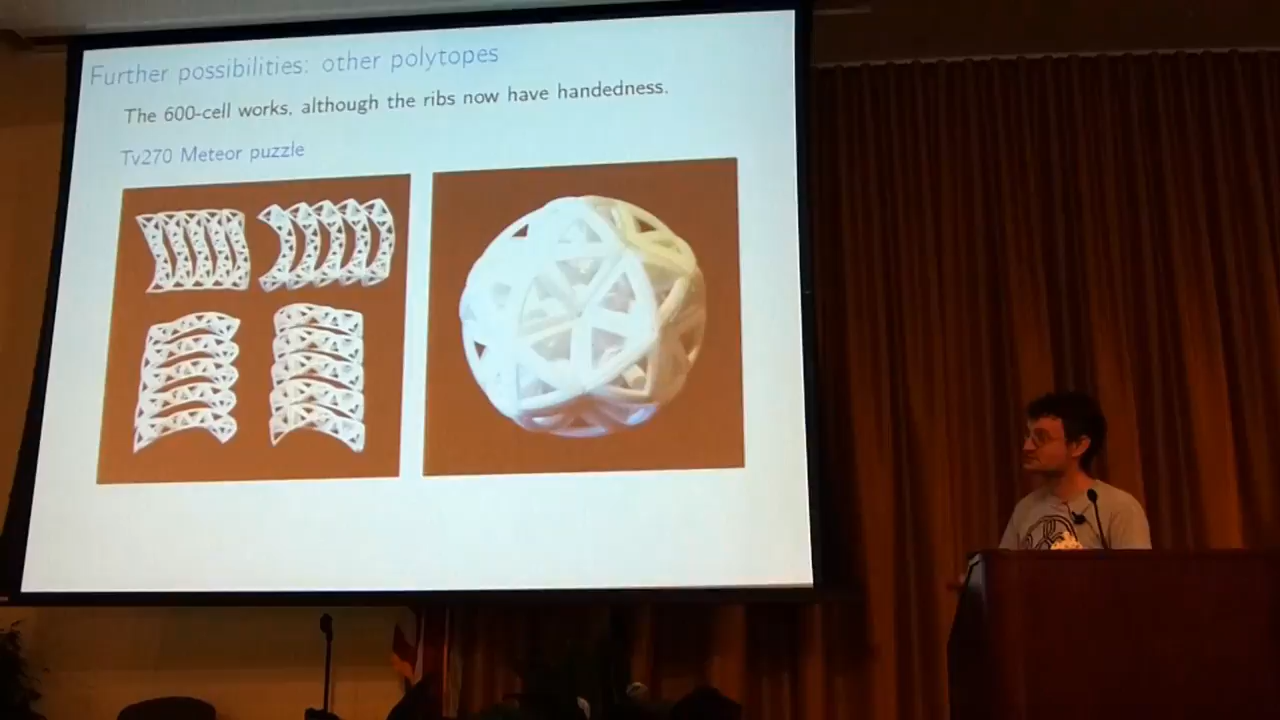 Further possibilities: other polytopes
The 600-cell works, although the ribs now have handedness.
Tv270 Meteor puzzle